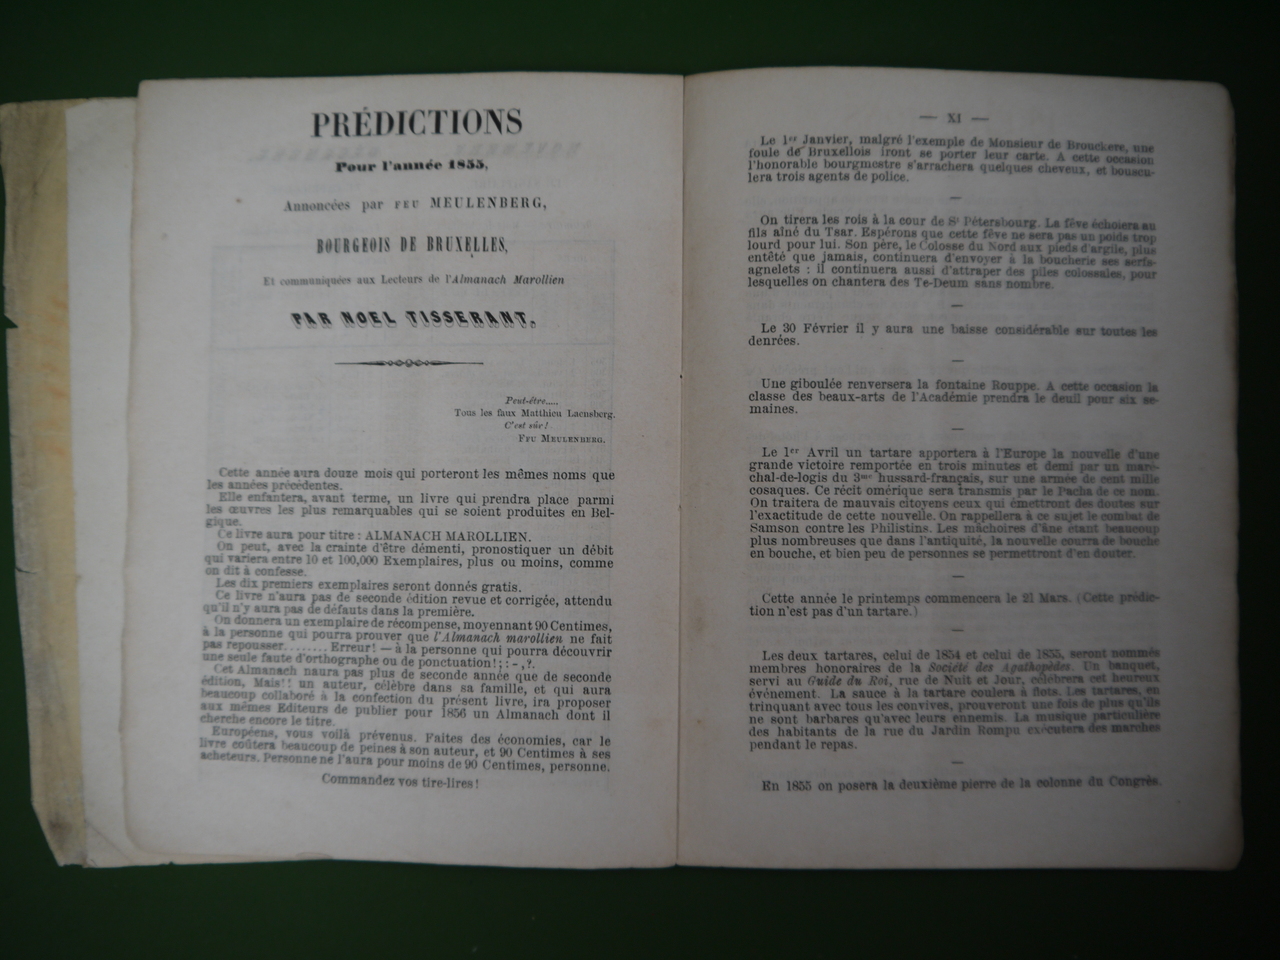 PRÉDICTIONS
Pour l'année 1855,
Annoncées par FEU MEULENBERG,
BOURGEOIS DE BRUXELLES,
Et communiquées aux Lecteurs de l'Almanach Marollien
PAR NOEL TISSERANT.
Peut-être.....
Tous les faux Matthieu Laensberg.
C'est sûr!
FEU MEULENBERG.
Cette année aura douze mois qui porteront les mêmes noms que
les années précédentes.
Elle enfantera, avant terme, un livre qui prendra place parmi
les œuvres les plus remarquables qui se soient produites en Bel-
gique.
Ce livre aura pour titre : ALMANACH MAROLLIEN.
On peut, avec la crainte d'être démenti, pronostiquer un débit
qui variera entre 10 et 100,000 Exemplaires, plus ou moins, comme
on dit à confesse.
Les dix premiers exemplaires seront donnés gratis.
Ce livre n'aura pas de seconde édition revue et corrigée, attendu
qu'il n'y aura pas de défauts dans la première.
On donnera un exemplaire de récompense, moyennant 90 Centimes,
à la personne qui pourra prouver que l'Almanach marollien ne fait
pas repousser........ Erreur! — à la personne qui pourra découvrir
une seule faute d'orthographe ou de ponctuation!; : - , ?.
Cet Almanach naura pas plus de seconde année que de seconde
édition, Mais!! un auteur, célèbre dans sa famille, et qui aura
beaucoup collaboré à la confection du présent livre, ira proposer
aux mêmes Editeurs de publier pour 1856 un Almanach dont il
cherche encore le titre.
Européens, vous voilà prévenus. Faites des économies, car le
livre coûtera beaucoup de peines à son auteur, et 90 Centimes à ses
acheteurs. Personne ne l'aura pour moins de 90 Centimes, personne.
Commandez vos tire-lires!
— XI —
Le 1er Janvier, malgré l'exemple de Monsieur de Brouckere, une
foule de Bruxellois iront se porter leur carte. A cette occasion
l'honorable bourgmestre s'arrachera quelques cheveux, et bouscu-
lera trois agents de police.
—
On tirera les rois à la cour de St Pétersbourg. La fève échoiera au
fils aîné du Tsar. Espérons que cette fève ne sera pas un poids trop
lourd pour lui. Son père, le Colosse du Nord aux pieds d'argile, plus
entêté que jamais, continuera d'envoyer à la boucherie ses serfs-
agnelets : il continuera aussi d'attraper des piles colossales, pour
lesquelles on chantera des Te-Deum sans nombre.
—
Le 30 Février il y aura une baisse considérable sur toutes les
denrées.
—
Une giboulée renversera la fontaine Rouppe. A cette occasion la
classe des beaux-arts de l'Académie prendra le deuil pour six se-
maines.
—
Le 1er Avril un tartare apportera à l'Europe la nouvelle d'une
grande victoire remportée en trois minutes et demi par un maré-
chal-de-logis du 3me hussard-français, sur une armée de cent mille
cosaques. Ce récit omérique sera transmis par le Pacha de ce nom.
On traitera de mauvais citoyens ceux qui émettront des doutes sur
l'exactitude de cette nouvelle. On rappellera à ce sujet le combat de
Samson contre les Philistins. Les machoires d'âne étant beaucoup
plus nombreuses que dans l'antiquité, la nouvelle courra de bouche
en bouche, et bien peu de personnes se permettront d'en douter.
—
Cette année le printemps commencera le 21 Mars. (Cette prédic-
tion n'est pas d'un tartare.)
—
Les deux tartares, celui de 1854 et celui de 1855, seront nommés
membres honoraires de la Société des Agathopèdes. Un banquet,
servi au Guide du Roi, rue de Nuit et Jour, célébrera cet heureux
événement. La sauce à la tartare coulera à flots. Les tartares, en
trinquant avec tous les convives, prouveront une fois de plus qu'ils
ne sont barbares qu'avec leurs ennemis. La musique particulière
des habitants de la rue du Jardin Rompu exécutera des marches
pendant le repas.
—
En 1855 on posera la deuxième pierre de la colonne du Congrès.